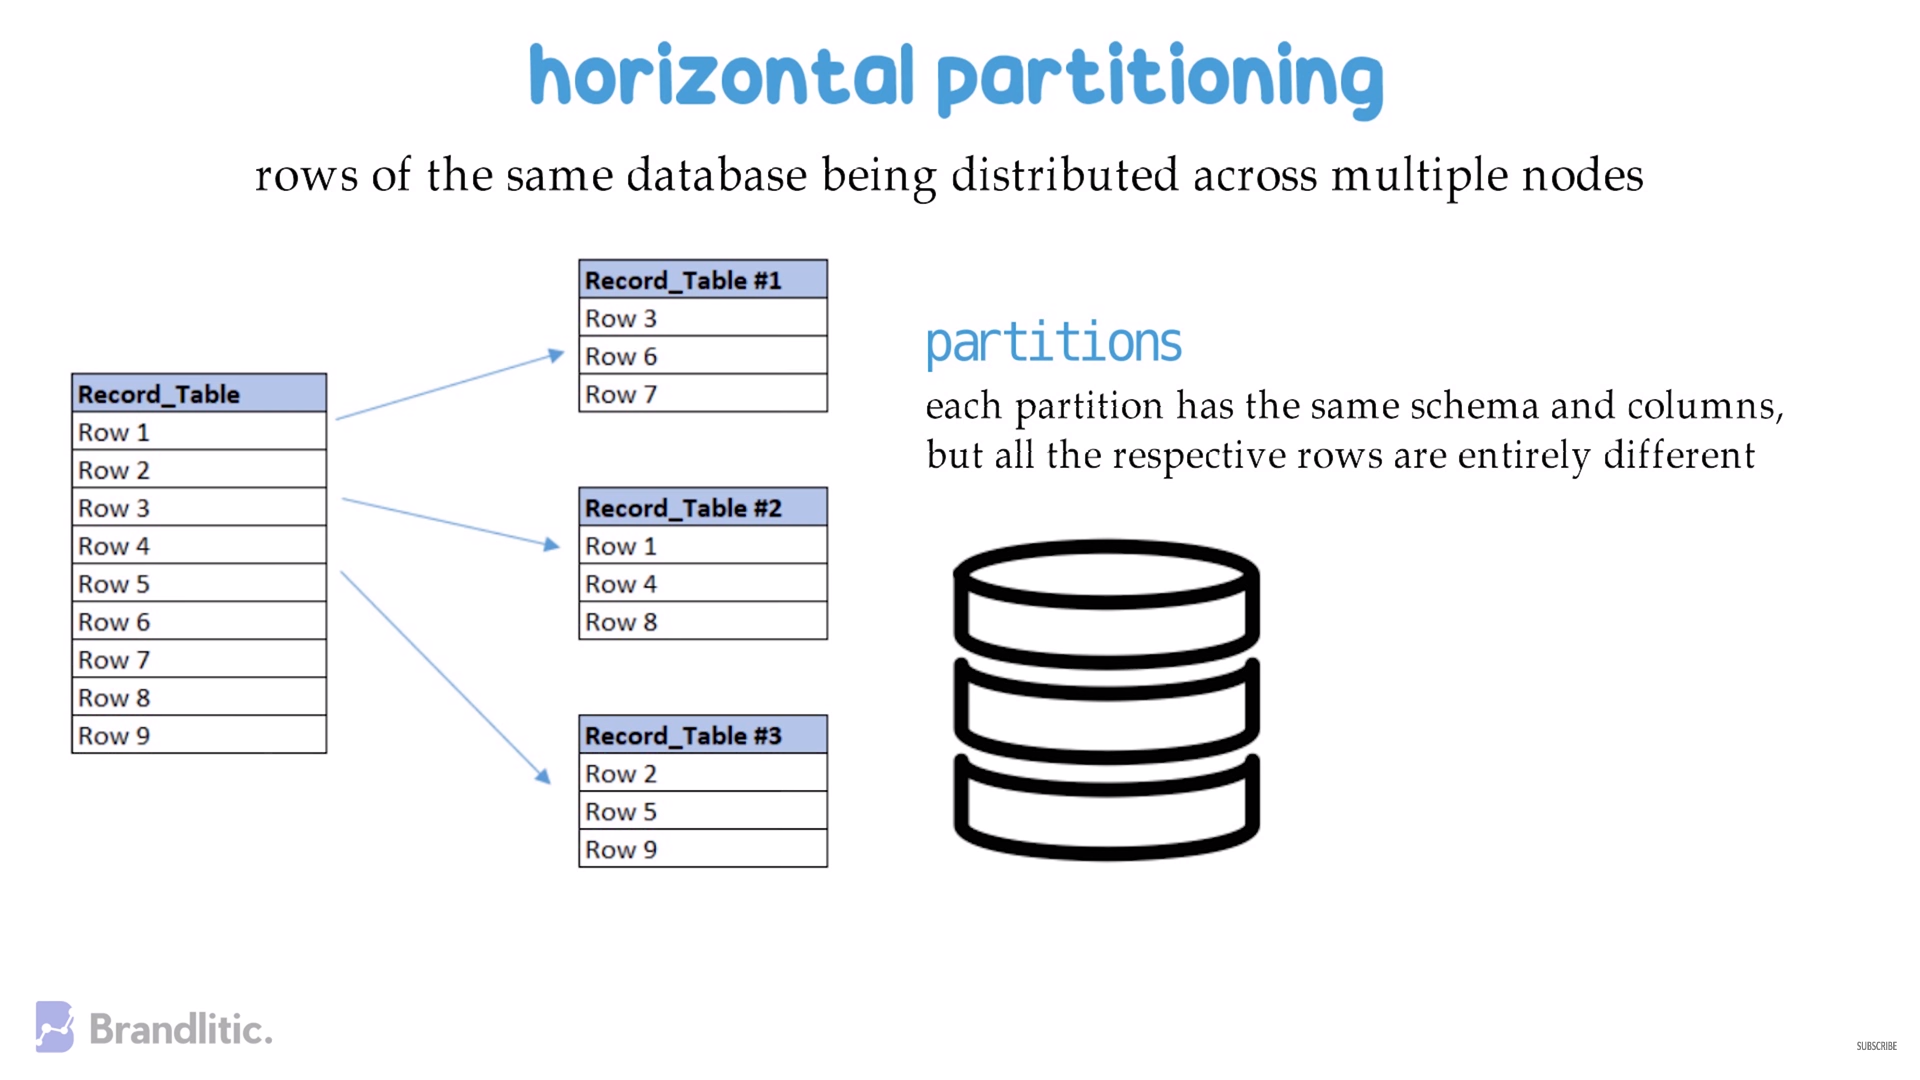 horizontal partitioning
rows of the same database being distributed across multiple nodes
Record_Table
Row 1
Row 2
Row 3
Row 4
Row 5
Row 6
Row 7
Row 8
Row 9
Record_Table #1
Row 3
Row 6
Row 7
Record_Table #2
Row 1
Row 4
Row 8
Record_Table #3
Row 2
Row 5
Row 9
partitions
each partition has the same schema and columns,
but all the respective rows are entirely different
Brandlitic.
SUBSCRIBE